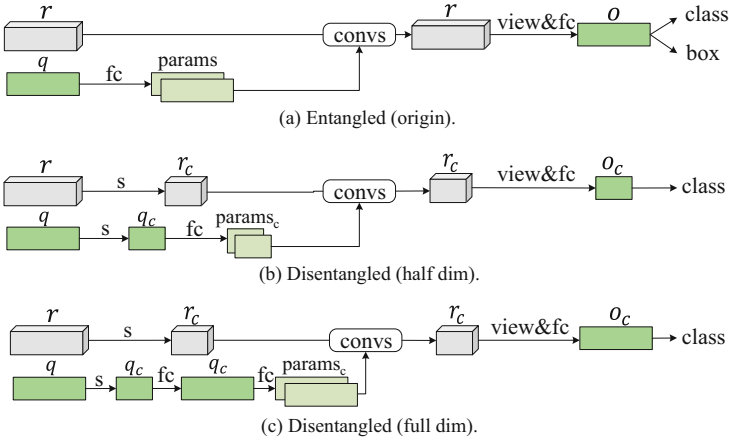 r convs r view&fc o class
q fc params box
(a) Entangled (origin).
r s r_c convs r_c view&fc o_c class
q s q_c fc params_c
(b) Disentangled (half dim).
r s r_c convs r_c view&fc o_c class
q s q_c fc q_c fc params_c
(c) Disentangled (full dim).